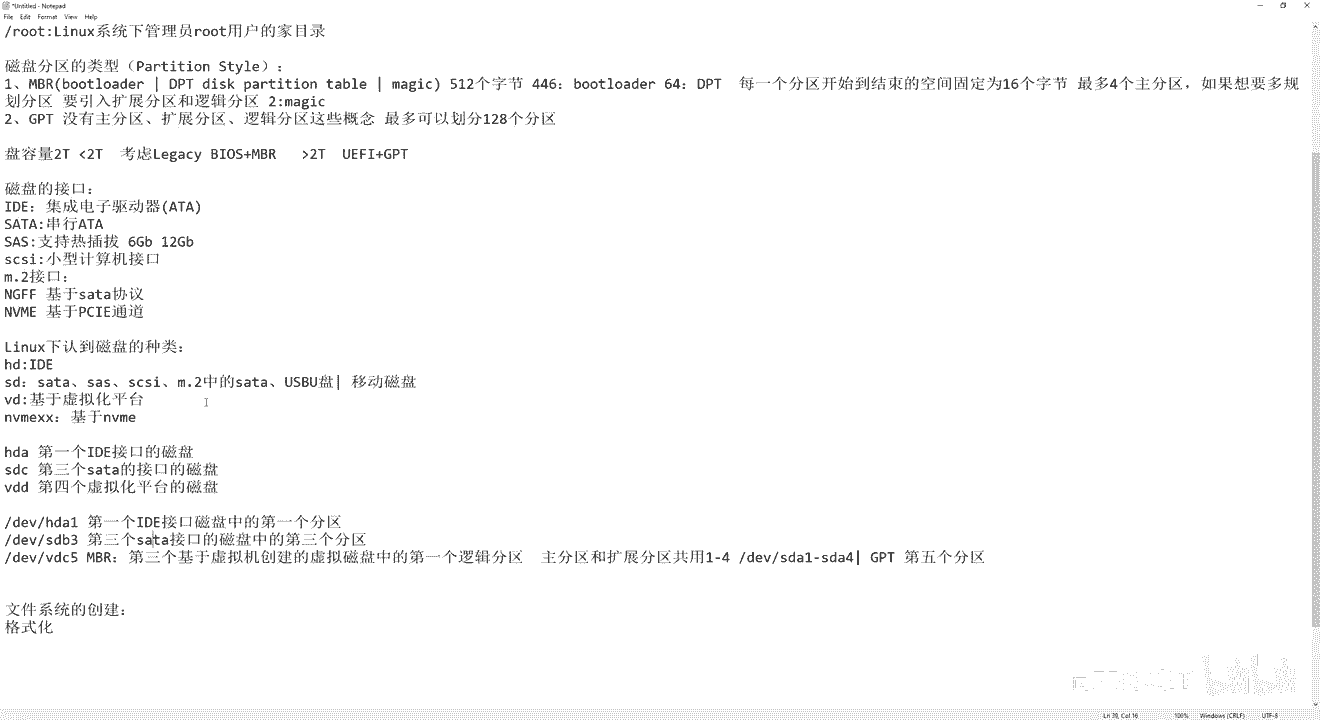 *Untitled - Notepad
File Edit Format View Help
/root:Linux系统下管理员root用户的家目录
磁盘分区的类型（Partition Style）：
1、MBR(bootloader | DPT disk partition table | magic) 512个字节 446：bootloader 64：DPT 每一个分区开始到结束的空间固定为16个字节 最多4个主分区，如果想要多规
划分区 要引入扩展分区和逻辑分区 2:magic
2、GPT 没有主分区、扩展分区、逻辑分区这些概念 最多可以划分128个分区
盘容量2T <2T 考虑Legacy BIOS+MBR >2T UEFI+GPT
磁盘的接口：
IDE：集成电子驱动器(ATA)
SATA:串行ATA
SAS:支持热插拔 6Gb 12Gb
scsi:小型计算机接口
m.2接口：
NGFF 基于sata协议
NVME 基于PCIE通道
Linux下认到磁盘的种类：
hd:IDE
sd：sata、sas、scsi、m.2中的sata、USBU盘| 移动磁盘
vd:基于虚拟化平台
nvmexx：基于nvme
hda 第一个IDE接口的磁盘
sdc 第三个sata的接口的磁盘
vdd 第四个虚拟化平台的磁盘
/dev/hda1 第一个IDE接口磁盘中的第一个分区
/dev/sdb3 第三个sata接口的磁盘中的第三个分区
/dev/vdc5 MBR：第三个基于虚拟机创建的虚拟磁盘中的第一个逻辑分区 主分区和扩展分区共用1-4 /dev/sda1-sda4| GPT 第五个分区
文件系统的创建：
格式化
Ln 39, Col 16 100% Windows (CRLF) UTF-8